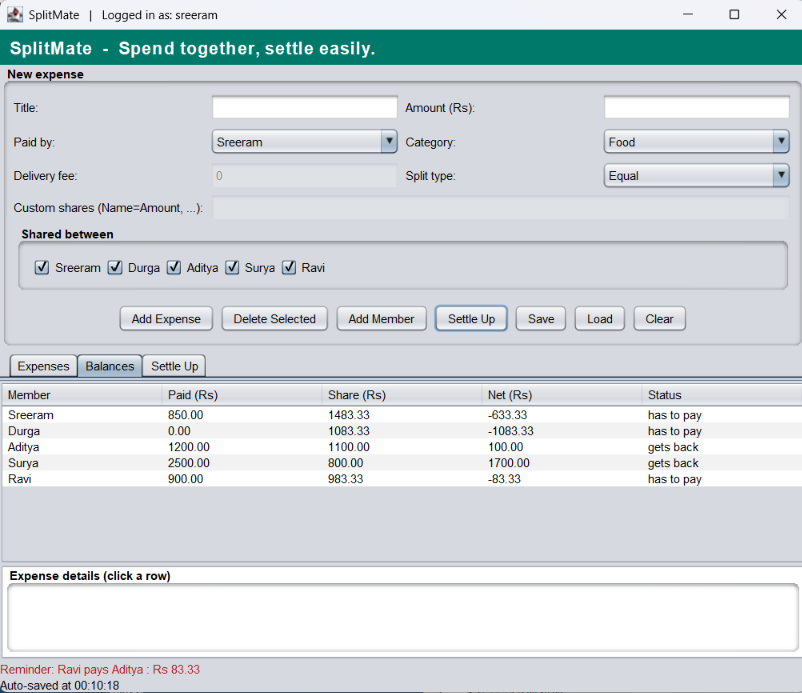 SplitMate | Logged in as: sreeram
SplitMate - Spend together, settle easily.
New expense
Title: Amount (Rs):
Paid by: Sreeram Category: Food
Delivery fee: 0 Split type: Equal
Custom shares (Name=Amount, ...):
Shared between
Sreeram Durga Aditya Surya Ravi
Add Expense Delete Selected Add Member Settle Up Save Load Clear
Expenses Balances Settle Up
Member Paid (Rs) Share (Rs) Net (Rs) Status
Sreeram 850.00 1483.33 -633.33 has to pay
Durga 0.00 1083.33 -1083.33 has to pay
Aditya 1200.00 1100.00 100.00 gets back
Surya 2500.00 800.00 1700.00 gets back
Ravi 900.00 983.33 -83.33 has to pay
Expense details (click a row)
Reminder: Ravi pays Aditya : Rs 83.33
Auto-saved at 00:10:18